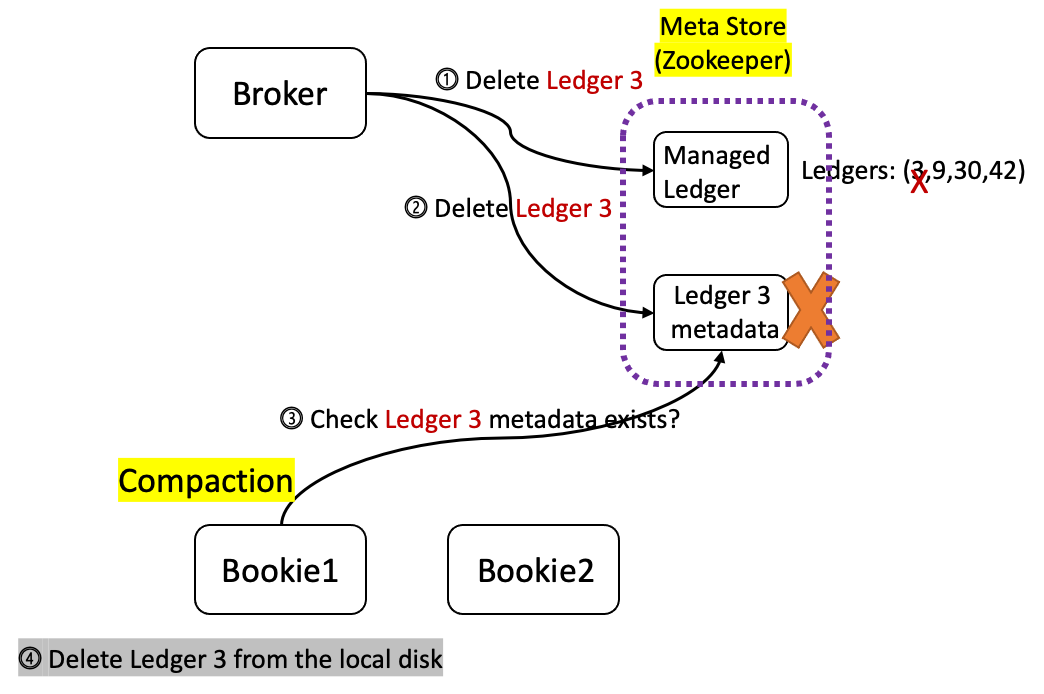 Meta Store
(Zookeeper)
Broker
① Delete Ledger 3
Managed
Ledger
Ledgers: (3,9,30,42)
② Delete Ledger 3
Ledger 3
metadata
③ Check Ledger 3 metadata exists?
Compaction
Bookie1
Bookie2
④ Delete Ledger 3 from the local disk